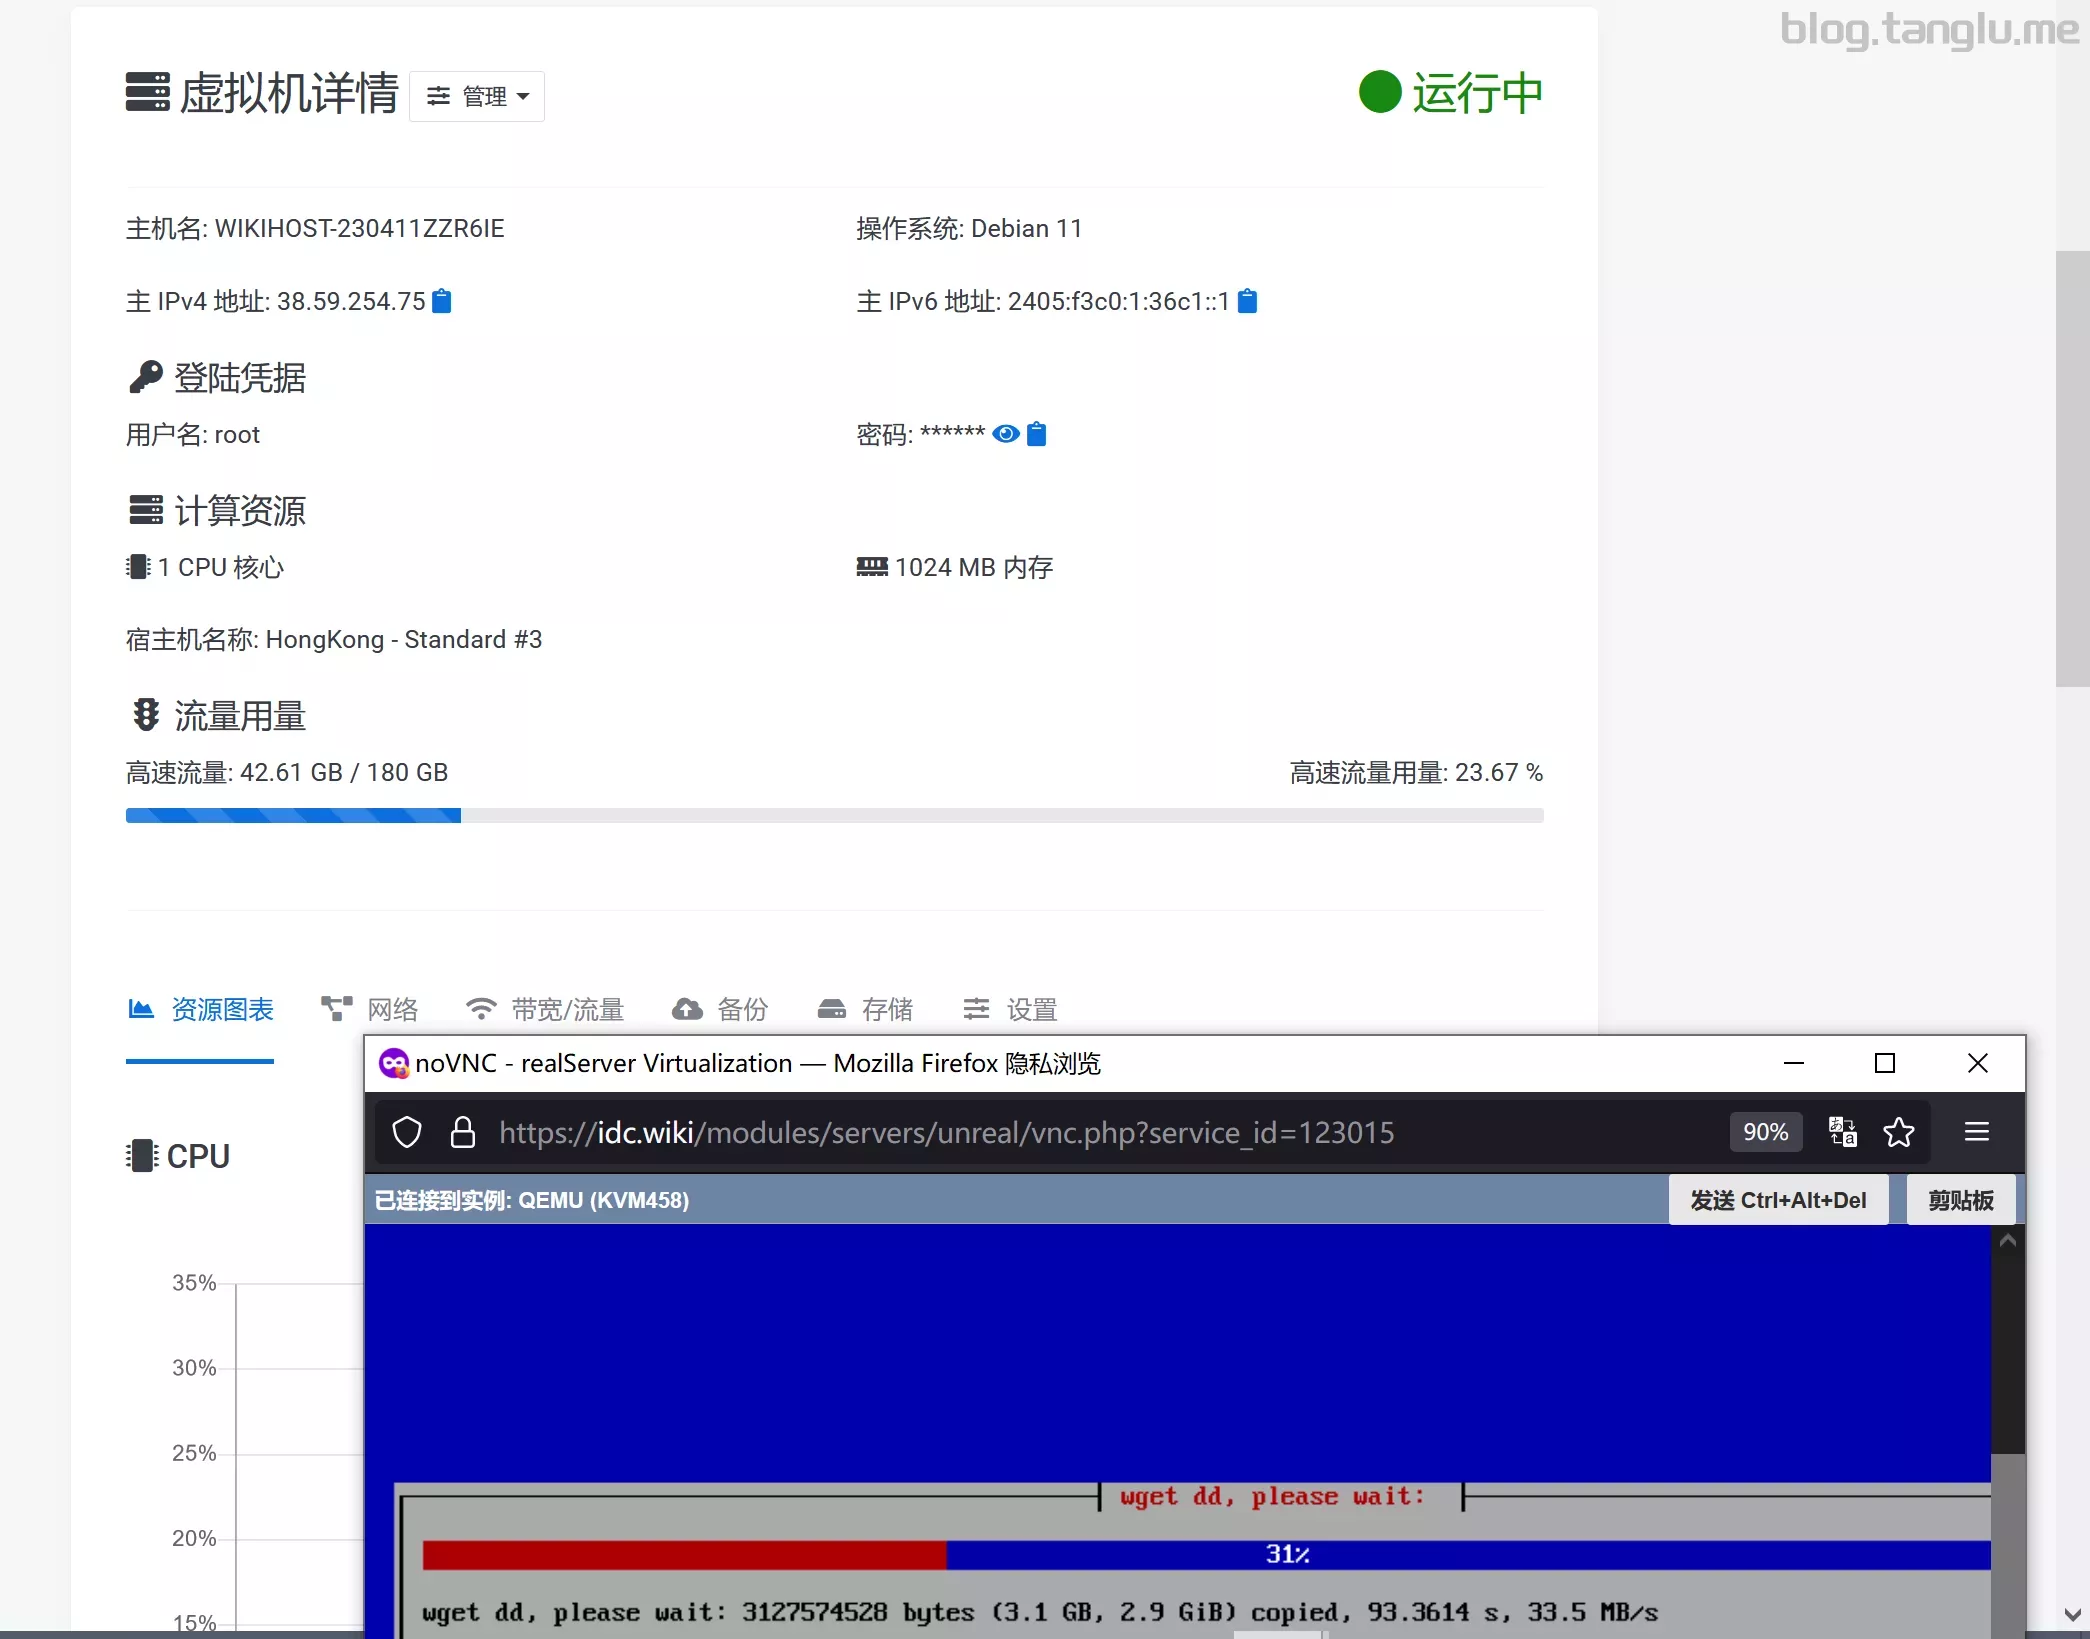 blog.tanglu.me
虚拟机详情 管理
运行中
主机名: WIKIHOST-230411ZZR6IE
操作系统: Debian 11
主 IPv4 地址: 38.59.254.75
主 IPv6 地址: 2405:f3c0:1:36c1::1
登陆凭据
用户名: root
密码: ******
计算资源
1 CPU 核心
1024 MB 内存
宿主机名称: HongKong - Standard #3
流量用量
高速流量: 42.61 GB / 180 GB
高速流量用量: 23.67 %
资源图表 网络 带宽/流量 备份 存储 设置
CPU
35%
30%
25%
20%
15%
noVNC - realServer Virtualization — Mozilla Firefox 隐私浏览
https://idc.wiki/modules/servers/unreal/vnc.php?service_id=123015
90%
已连接到实例: QEMU (KVM458)
发送 Ctrl+Alt+Del
剪贴板
wget dd, please wait:
31%
wget dd, please wait: 3127574528 bytes (3.1 GB, 2.9 GiB) copied, 93.3614 s, 33.5 MB/s